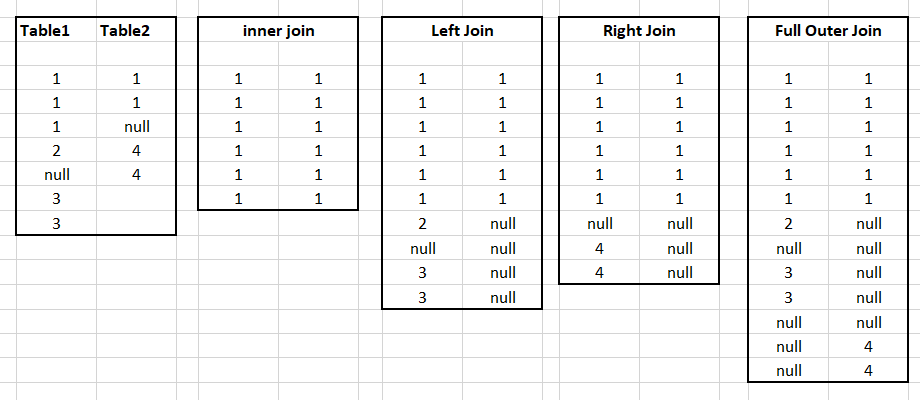 Table1 Table2 inner join Left Join Right Join Full Outer Join
1 1 1 1 1 1 1 1 1 1
1 1 1 1 1 1 1 1 1 1
1 null 1 1 1 1 1 1 1 1
2 4 1 1 1 1 1 1 1 1
null 4 1 1 1 1 1 1 1 1
3 1 1 1 1 1 1 1 1
3 2 null null null 2 null
null null 4 null null null
3 null 4 null 3 null
3 null 3 null
null null
null 4
null 4